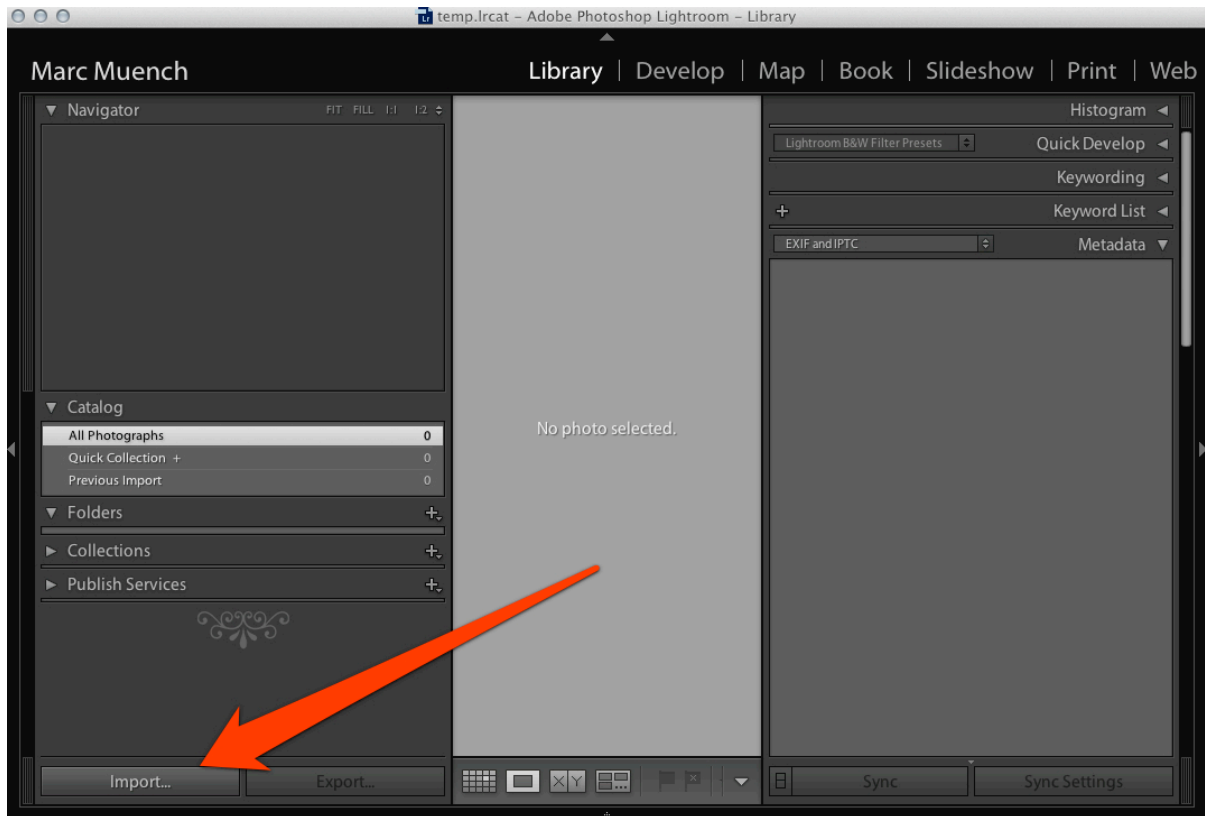 temp.lrcat – Adobe Photoshop Lightroom – Library
Marc Muench
Library | Develop | Map | Book | Slideshow | Print | Web
Navigator FIT FILL 1:1 1:2
Histogram
Lightroom B&W Filter Presets Quick Develop
Keywording
+ Keyword List
EXIF and IPTC Metadata
Catalog
All Photographs 0
Quick Collection + 0
Previous Import 0
Folders +
Collections +
Publish Services +
No photo selected.
Import... Export...
X Y
Sync Sync Settings